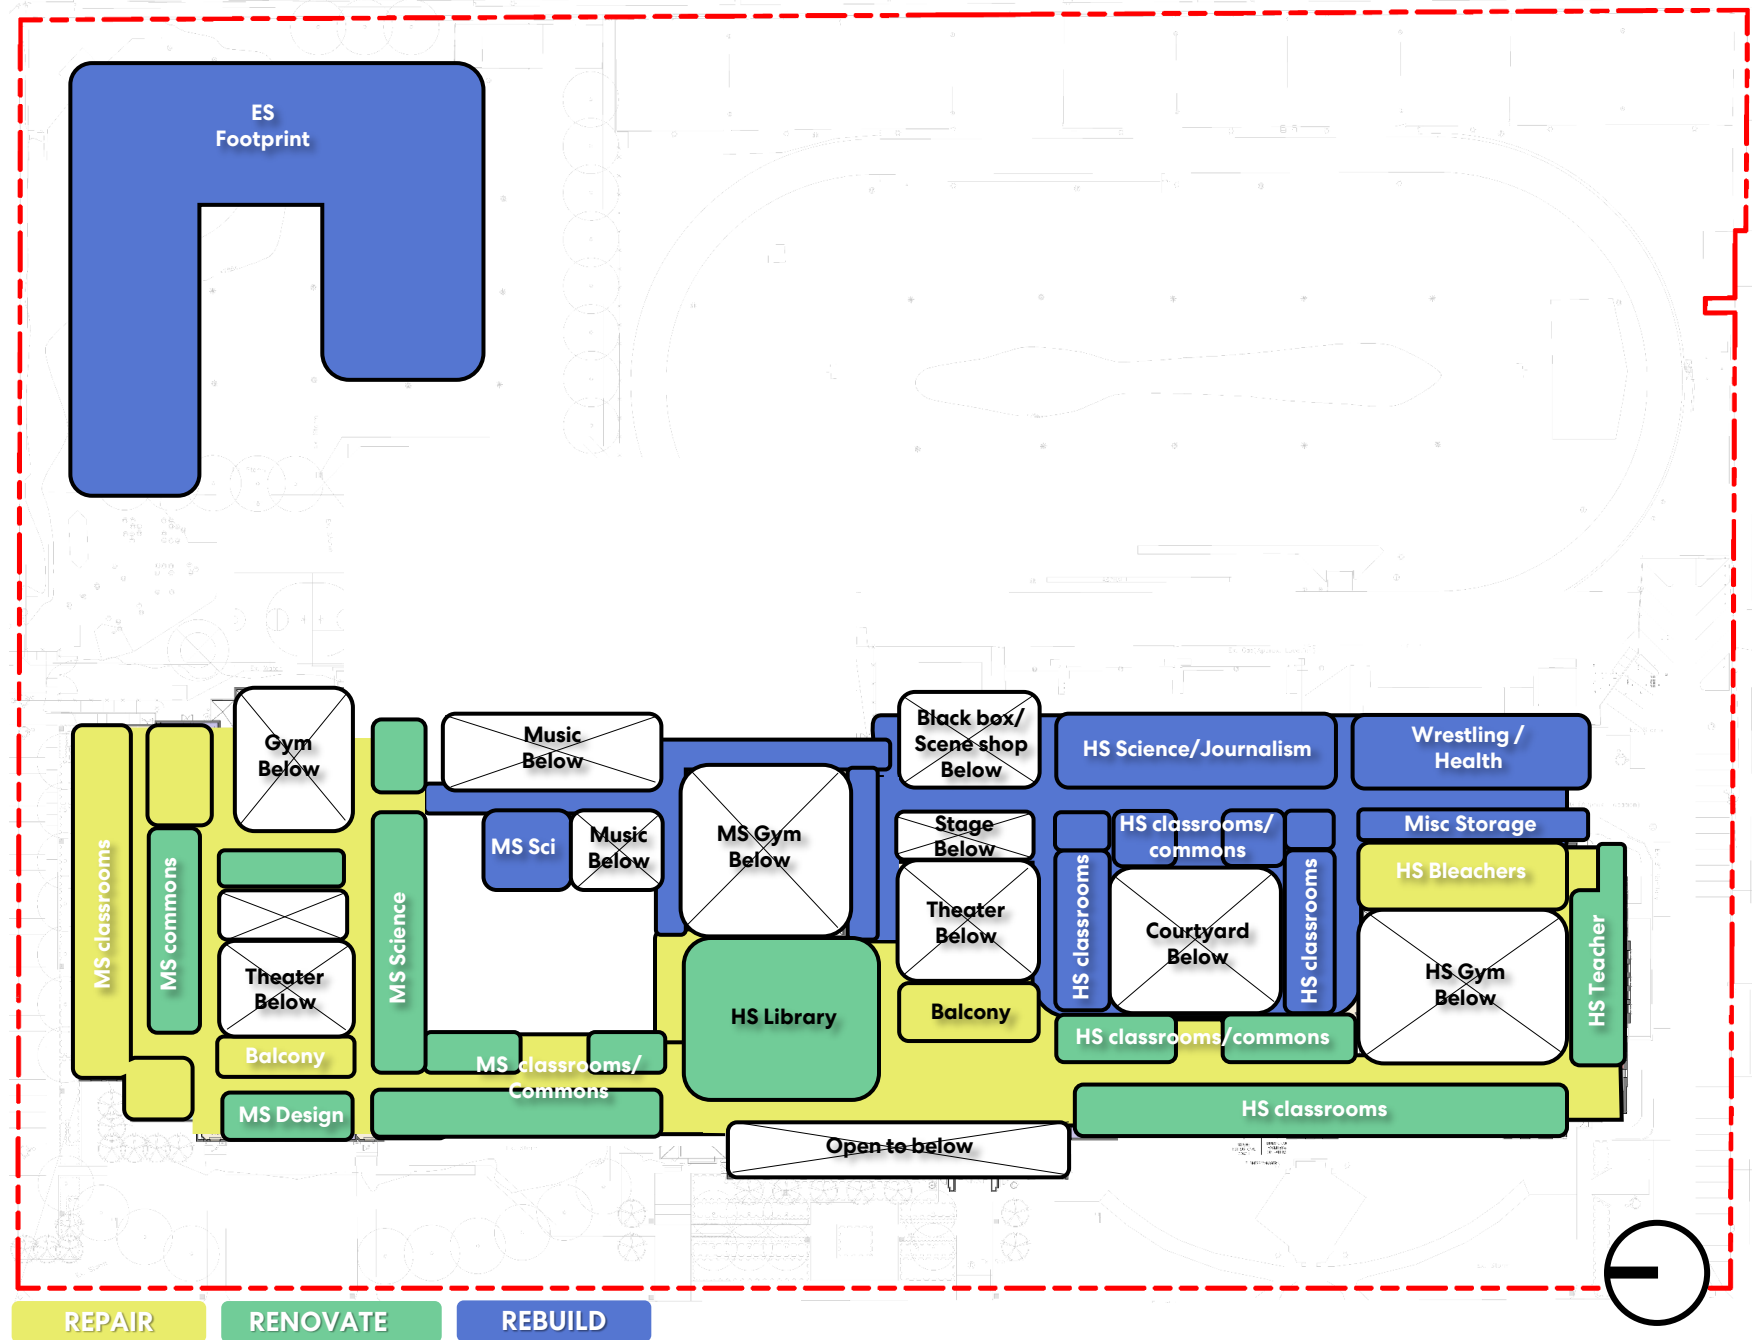 ES
Footprint
Gym
Below
Music
Below
Black box/
Scene shop
Below
HS Science/Journalism
Wrestling /
Health
MS classrooms
MS commons
MS Science
MS Sci
Music
Below
MS Gym
Below
Stage
Below
HS classrooms/
commons
Misc Storage
HS Bleachers
Theater
Below
HS classrooms
Courtyard
Below
HS classrooms
HS Gym
Below
HS Teacher
Theater
Below
HS Library
Balcony
Balcony
MS classrooms/
Commons
HS classrooms/commons
MS Design
HS classrooms
Open to below
REPAIR
RENOVATE
REBUILD